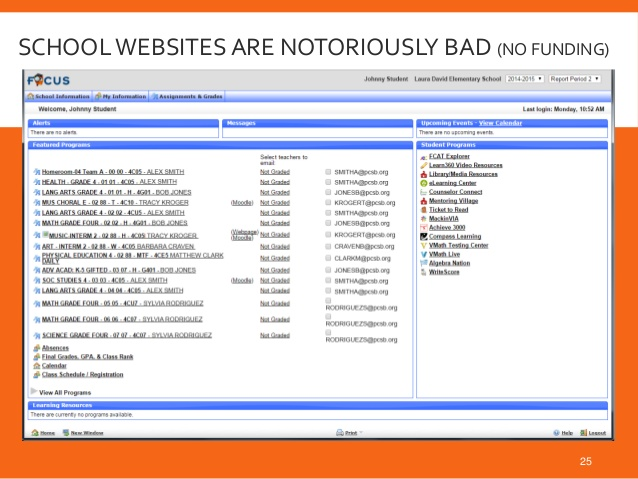 SCHOOL WEBSITES ARE NOTORIOUSLY BAD (NO FUNDING)
FOCUS
Johnny Student Laura David Elementary School 2014-2015 Report Period 2
School Information My Information Assignments & Grades
Welcome, Johnny Student Last login: Monday, 10:52 AM
Alerts Messages Upcoming Events - View Calendar
There are no alerts. There are no upcoming events.
Featured Programs Student Programs
Select teachers to
email:
Homeroom-04 Team A - 00 00 - 4C05 - ALEX SMITH Not Graded SMITHA@pcsb.org
HEALTH - GRADE 4 - 01 01 - 4C05 - ALEX SMITH Not Graded SMITHA@pcsb.org
LANG ARTS GRADE 4 - 01 01 - H - 4G01 - BOB JONES Not Graded JONESB@pcsb.org
MUS CHORAL E - 02 88 - T - 4C10 - TRACY KROGER (Moodle) Not Graded KROGERT@pcsb.org
LANG ARTS GRADE 4 - 02 02 - 4CU5 - ALEX SMITH Not Graded SMITHA@pcsb.org
MATH GRADE FOUR - 02 02 - H - 4G01 - BOB JONES Not Graded JONESB@pcsb.org
MUSIC INTERM 2 - 02 88 - H - 4C05 TRACY KROGER (Webpage) (Moodle) Not Graded KROGERT@pcsb.org
ART - INTERM 2 - 02 88 - W - 4C05 BARBARA CRAVEN Not Graded CRAVENB@pcsb.org
PHYSICAL EDUCATION 4 - 02 88 - MTF - 4CE5 MATTHEW CLARK Not Graded CLARKM@pcsb.org
DAILY
ADV ACAD: K-5 GIFTED - 03 07 - H - G401 - BOB JONES Not Graded JONESB@pcsb.org
SOC STUDIES 4 - 03 03 - 4C05 - ALEX SMITH (Moodle) Not Graded SMITHA@pcsb.org
LANG ARTS GRADE 4 - 04 04 - 4C05 - ALEX SMITH Not Graded SMITHA@pcsb.org
MATH GRADE FOUR - 05 05 - 4CU7 - SYLVIA RODRIGUEZ Not Graded RODRIGUEZS@pcsb.org
MATH GRADE FOUR - 06 06 - 4C07 - SYLVIA RODRIGUEZ Not Graded RODRIGUEZS@pcsb.org
SCIENCE GRADE FOUR - 07 07 - 4C07 - SYLVIA RODRIGUEZ Not Graded RODRIGUEZS@pcsb.org
Absences
Final Grades, GPA, & Class Rank
Calendar
Class Schedule / Registration
View All Programs
FCAT Explorer
Learn360 Video Resources
Library/Media Resources
eLearning Center
Counselor Connect
Mentoring Village
Ticket to Read
MackinVIA
Achieve 3000
Compass Learning
VMath Testing Center
VMath Live
Algebra Nation
WriteScore
Learning Resources
There are currently no programs available.
Home New Window Print Help Logout
25